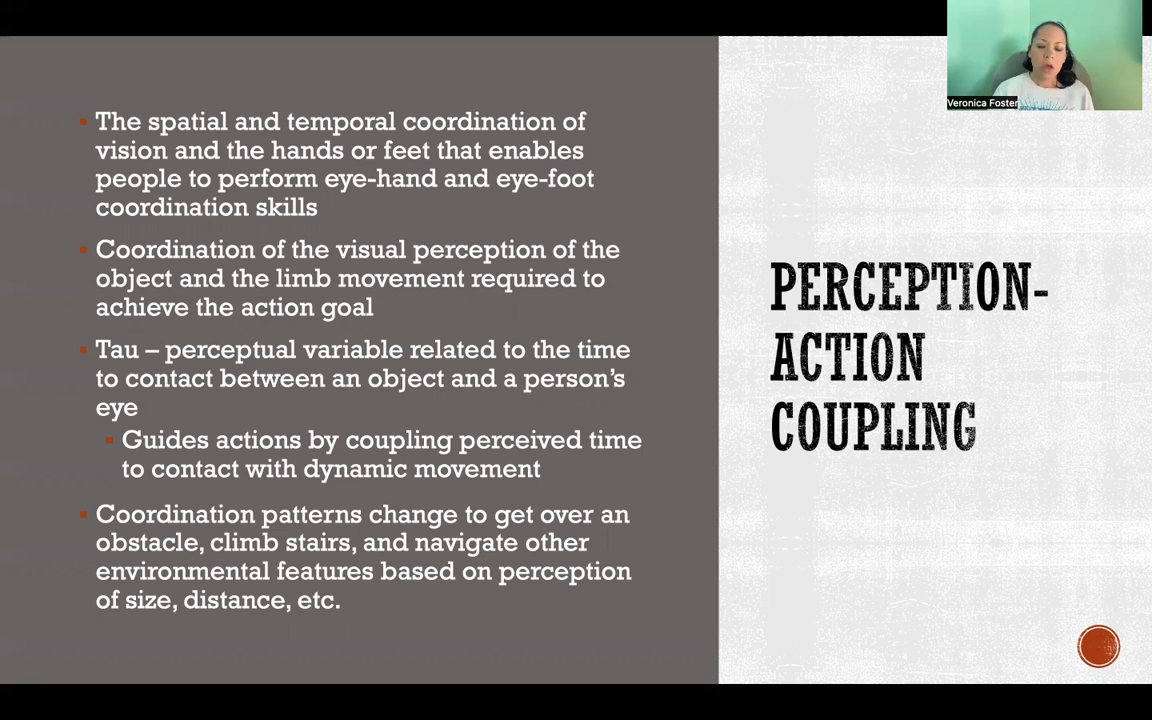 Veronica Foster
The spatial and temporal coordination of
vision and the hands or feet that enables
people to perform eye-hand and eye-foot
coordination skills
Coordination of the visual perception of the
object and the limb movement required to
achieve the action goal
Tau – perceptual variable related to the time
to contact between an object and a person’s
eye
Guides actions by coupling perceived time
to contact with dynamic movement
Coordination patterns change to get over an
obstacle, climb stairs, and navigate other
environmental features based on perception
of size, distance, etc.
PERCEPTION-
ACTION
COUPLING